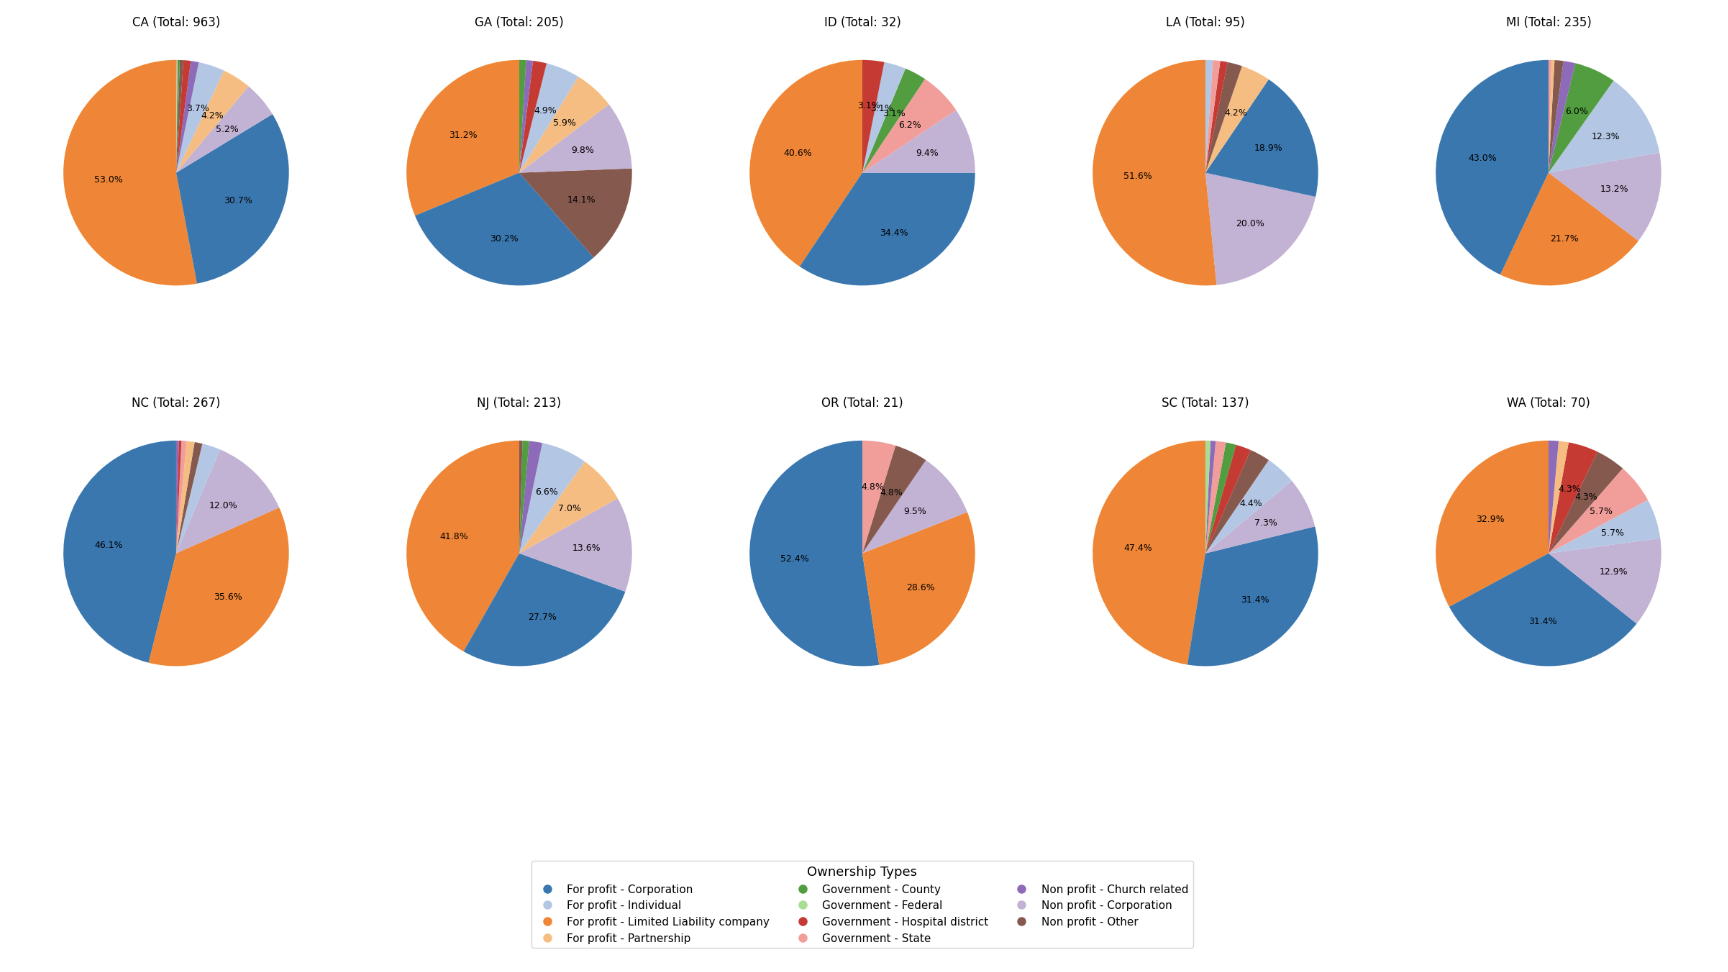 CA (Total: 963)
GA (Total: 205)
ID (Total: 32)
LA (Total: 95)
MI (Total: 235)
53.0%
30.7%
5.2%
4.2%
3.7%
31.2%
30.2%
14.1%
9.8%
5.9%
4.9%
40.6%
34.4%
9.4%
6.2%
3.1%
3.1%
3.1%
51.6%
20.0%
18.9%
4.2%
43.0%
21.7%
13.2%
12.3%
6.0%
NC (Total: 267)
NJ (Total: 213)
OR (Total: 21)
SC (Total: 137)
WA (Total: 70)
46.1%
35.6%
12.0%
41.8%
27.7%
13.6%
7.0%
6.6%
52.4%
28.6%
9.5%
4.8%
4.8%
47.4%
31.4%
7.3%
4.4%
32.9%
31.4%
12.9%
5.7%
5.7%
4.3%
4.3%
Ownership Types
For profit - Corporation
For profit - Individual
For profit - Limited Liability company
For profit - Partnership
Government - County
Government - Federal
Government - Hospital district
Government - State
Non profit - Church related
Non profit - Corporation
Non profit - Other